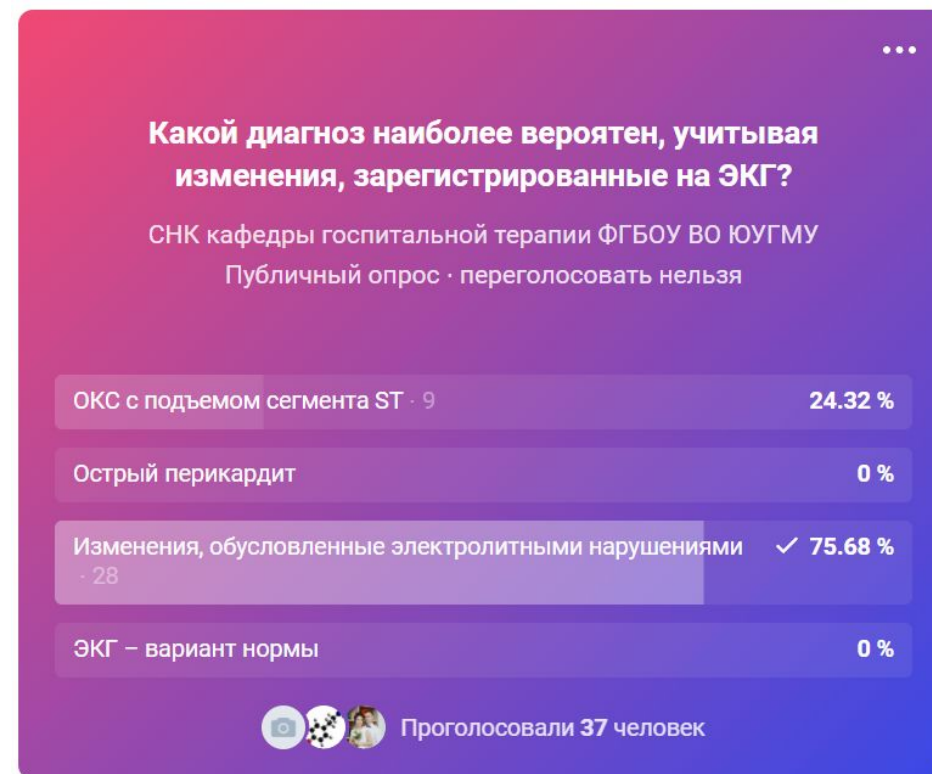 Какой диагноз наиболее вероятен, учитывая
изменения, зарегистрированные на ЭКГ?
СНК кафедры госпитальной терапии ФГБОУ ВО ЮУГМУ
Публичный опрос · переголосовать нельзя
ОКС с подъемом сегмента ST · 9 24.32 %
Острый перикардит 0 %
Изменения, обусловленные электролитными нарушениями 75.68 %
· 28
ЭКГ – вариант нормы 0 %
Проголосовали 37 человек